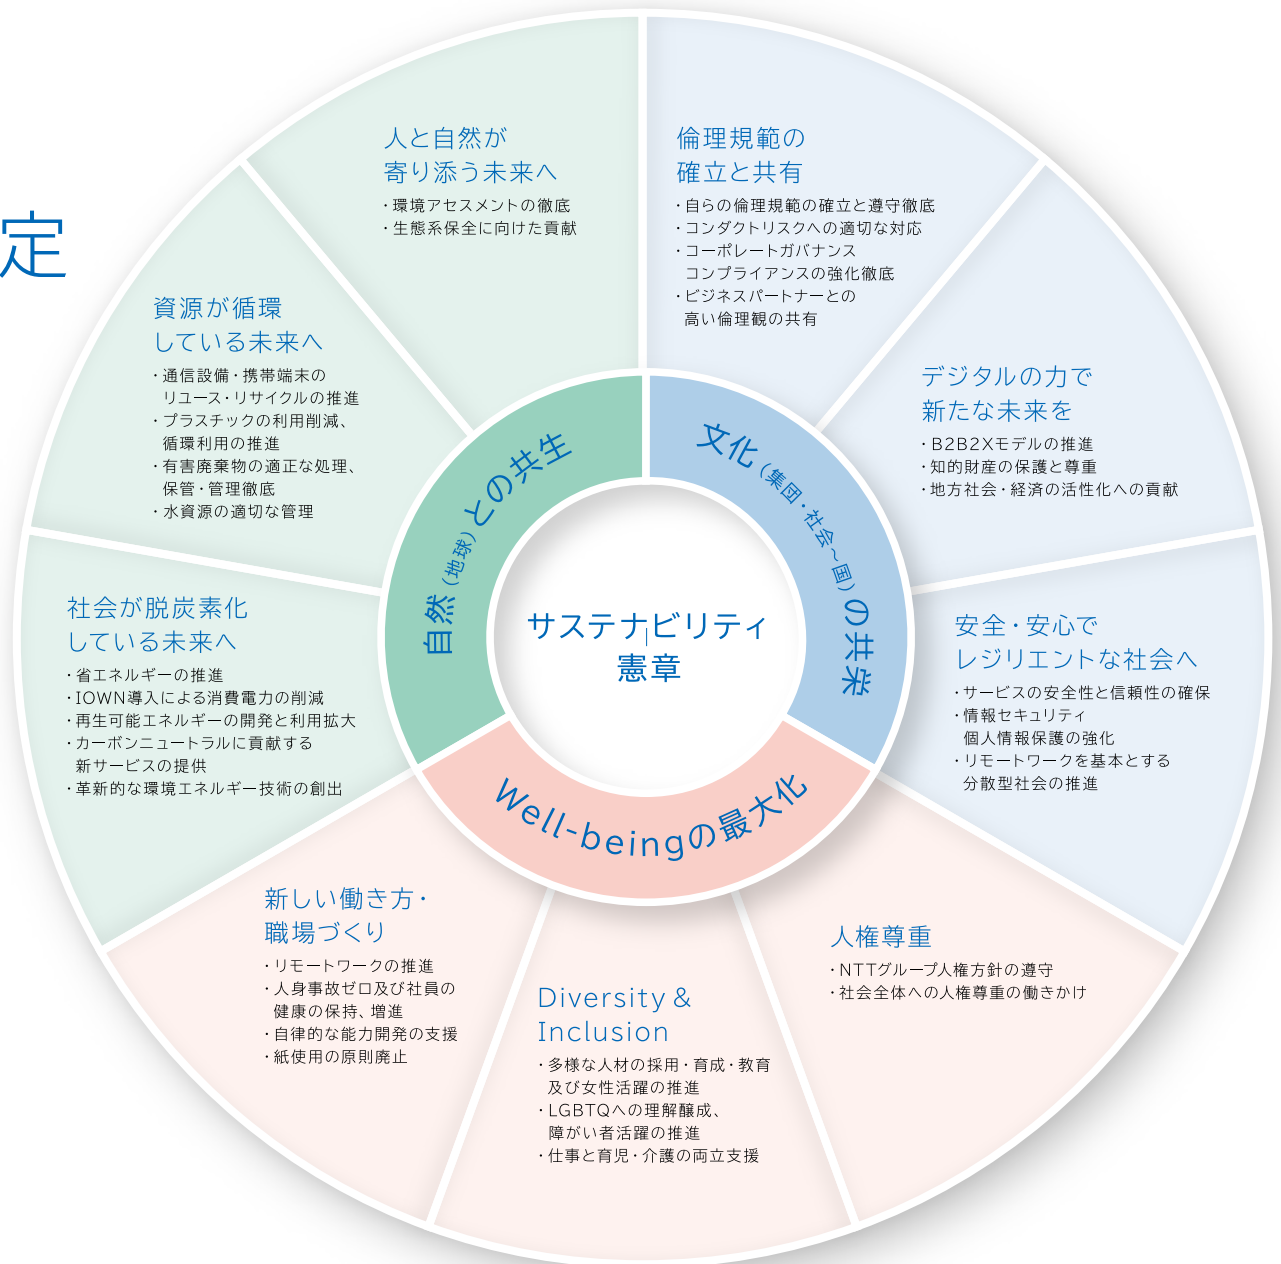 定
サステナビリティ
憲章
自然(地球)との共生
文化(集団・社会~国)の共栄
Well-beingの最大化
人と自然が
寄り添う未来へ
・環境アセスメントの徹底
・生態系保全に向けた貢献
倫理規範の
確立と共有
・自らの倫理規範の確立と遵守徹底
・コンダクトリスクへの適切な対応
・コーポレートガバナンス
コンプライアンスの強化徹底
・ビジネスパートナーとの
高い倫理観の共有
資源が循環
している未来へ
・通信設備・携帯端末の
リユース・リサイクルの推進
・プラスチックの利用削減、
循環利用の推進
・有害廃棄物の適正な処理、
保管・管理徹底
・水資源の適切な管理
デジタルの力で
新たな未来を
・B2B2Xモデルの推進
・知的財産の保護と尊重
・地方社会・経済の活性化への貢献
社会が脱炭素化
している未来へ
・省エネルギーの推進
・IOWN導入による消費電力の削減
・再生可能エネルギーの開発と利用拡大
・カーボンニュートラルに貢献する
新サービスの提供
・革新的な環境エネルギー技術の創出
安全・安心で
レジリエントな社会へ
・サービスの安全性と信頼性の確保
・情報セキュリティ
個人情報保護の強化
・リモートワークを基本とする
分散型社会の推進
新しい働き方・
職場づくり
・リモートワークの推進
・人身事故ゼロ及び社員の
健康の保持、増進
・自律的な能力開発の支援
・紙使用の原則廃止
Diversity &
Inclusion
・多様な人材の採用・育成・教育
及び女性活躍の推進
・LGBTQへの理解醸成、
障がい者活躍の推進
・仕事と育児・介護の両立支援
人権尊重
・NTTグループ人権方針の遵守
・社会全体への人権尊重の働きかけ